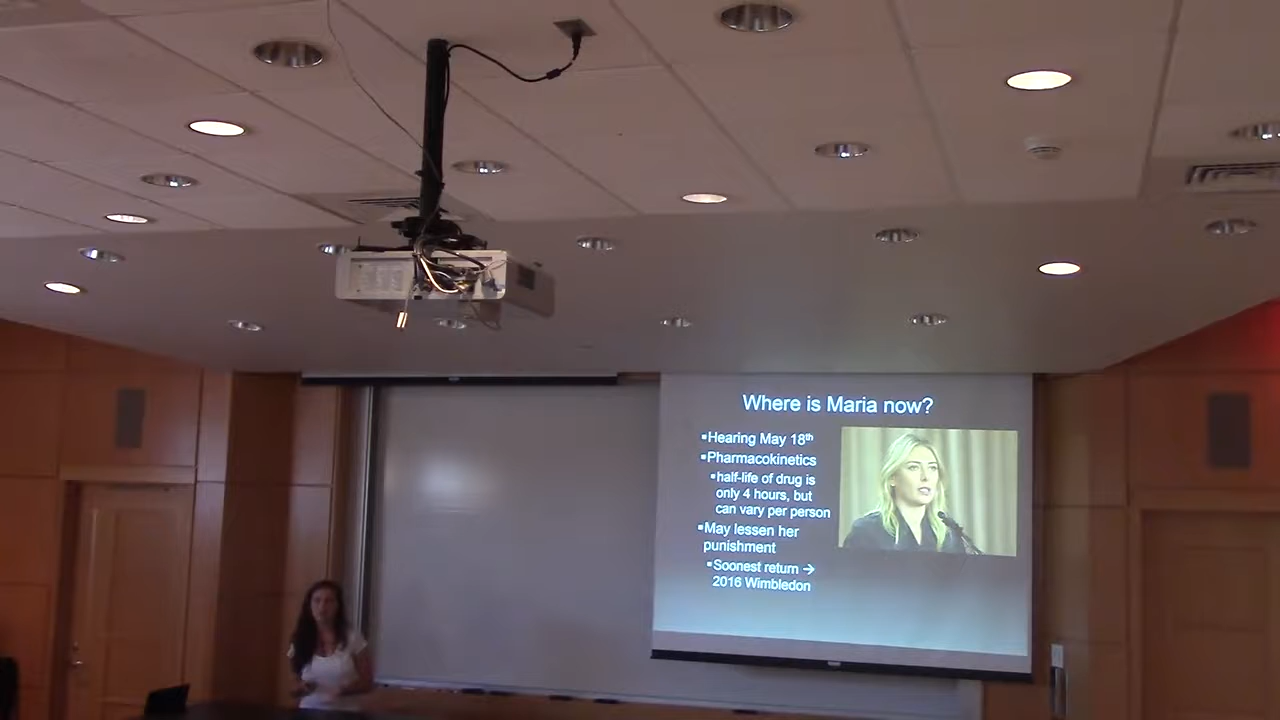 Where is Maria now?
▪Hearing May 18th
▪Pharmacokinetics
▪half-life of drug is
only 4 hours, but
can vary per person
▪May lessen her
punishment
▪Soonest return →
2016 Wimbledon